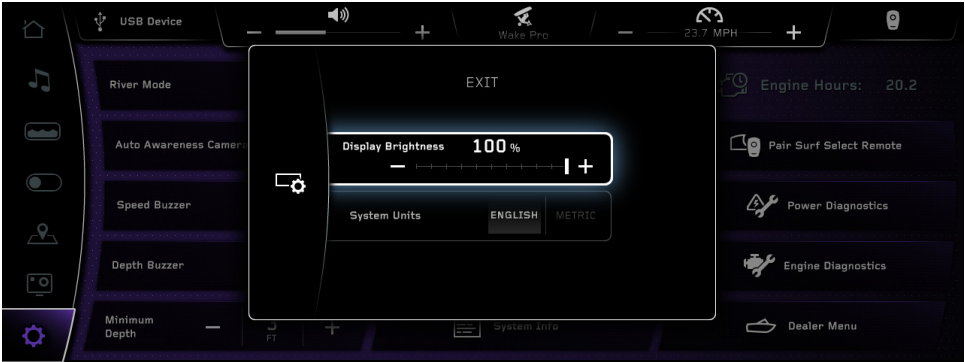 USB Device
Wake Pro
23.7 MPH
River Mode
EXIT
Engine Hours: 20.2
Auto Awareness Camer
Display Brightness 100 %
Pair Surf Select Remote
Speed Buzzer
System Units ENGLISH METRIC
Power Diagnostics
Depth Buzzer
Engine Diagnostics
Minimum
Depth
FT
System Info
Dealer Menu